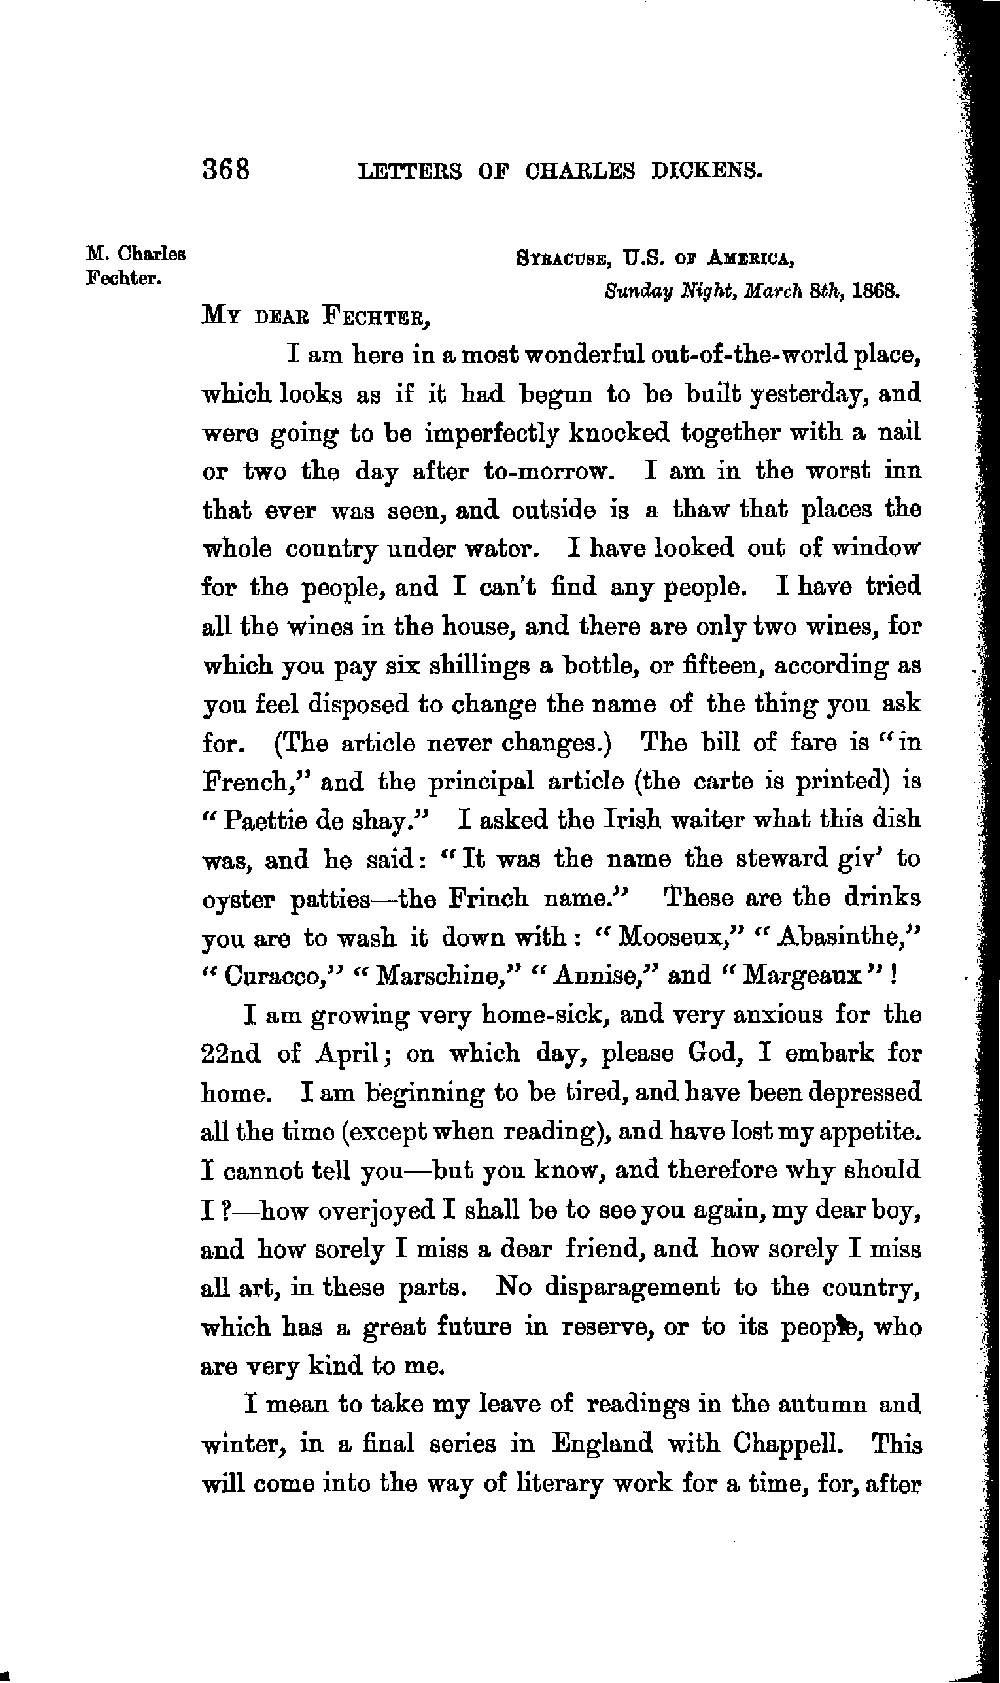 368 LETTERS OF CHARLES DICKENS.
M. Charles
Fechter.
Syracuse, U.S. of America,
Sunday Night, March 8th, 1868.
My dear Fechter,
I am here in a most wonderful out-of-the-world place,
which looks as if it had begun to be built yesterday, and
were going to be imperfectly knocked together with a nail
or two the day after to-morrow. I am in the worst inn
that ever was seen, and outside is a thaw that places the
whole country under water. I have looked out of window
for the people, and I can't find any people. I have tried
all the wines in the house, and there are only two wines, for
which you pay six shillings a bottle, or fifteen, according as
you feel disposed to change the name of the thing you ask
for. (The article never changes.) The bill of fare is "in
French," and the principal article (the carte is printed) is
"Paettie de shay." I asked the Irish waiter what this dish
was, and he said: "It was the name the steward giv' to
oyster patties—the Frinch name." These are the drinks
you are to wash it down with: "Mooseux," "Abasinthe,"
"Curacco," "Marschine," "Annise," and "Margeaux"!
I am growing very home-sick, and very anxious for the
22nd of April; on which day, please God, I embark for
home. I am beginning to be tired, and have been depressed
all the time (except when reading), and have lost my appetite.
I cannot tell you—but you know, and therefore why should
I?—how overjoyed I shall be to see you again, my dear boy,
and how sorely I miss a dear friend, and how sorely I miss
all art, in these parts. No disparagement to the country,
which has a great future in reserve, or to its people, who
are very kind to me.
I mean to take my leave of readings in the autumn and
winter, in a final series in England with Chappell. This
will come into the way of literary work for a time, for, after